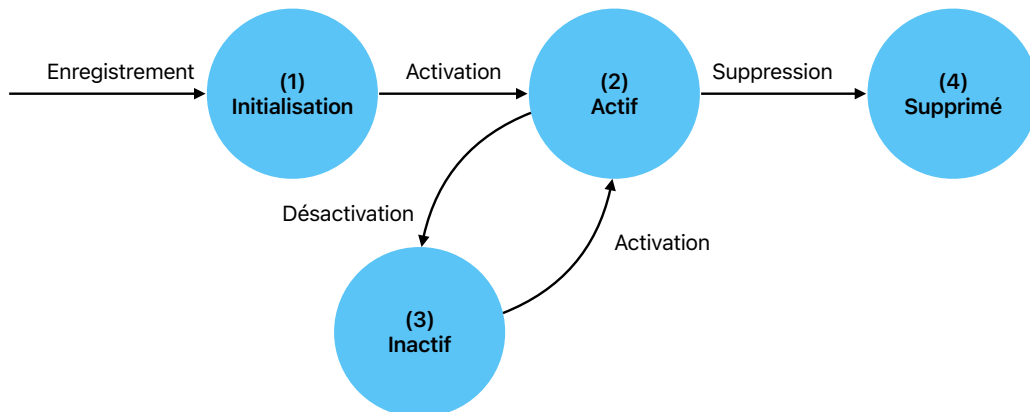 Enregistrement
(1)
Initialisation
Activation
(2)
Actif
Suppression
(4)
Supprimé
Désactivation
Activation
(3)
Inactif